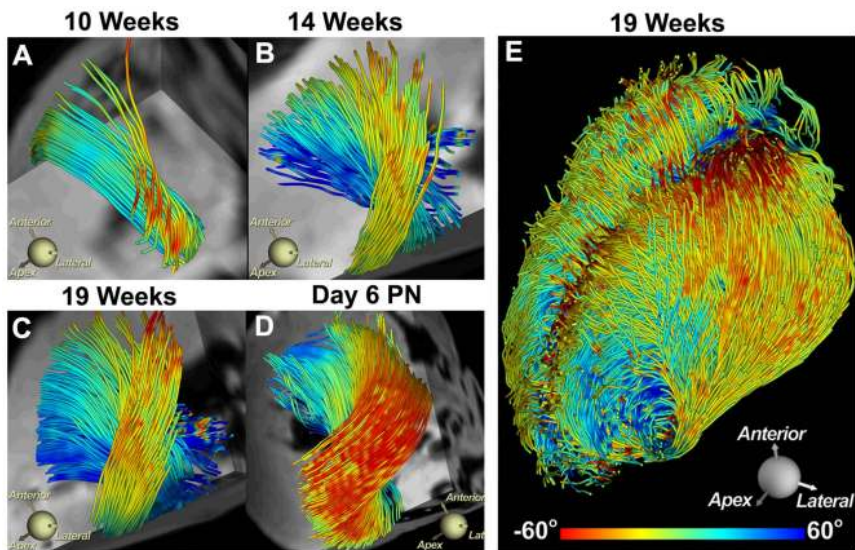 10 Weeks
14 Weeks
19 Weeks
A
B
E
Anterior
Apex
Lateral
Anterior
Apex
Lateral
19 Weeks
Day 6 PN
C
D
Anterior
Apex
Lateral
Anterior
Apex
Lat
Anterior
Apex
Lateral
-60°
60°